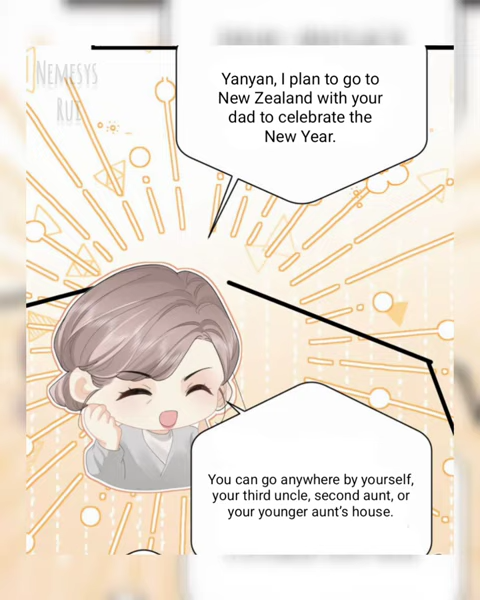 Nemesys
Yanyan, I plan to go to
New Zealand with your
dad to celebrate the
New Year.
You can go anywhere by yourself,
your third uncle, second aunt, or
your younger aunt’s house.